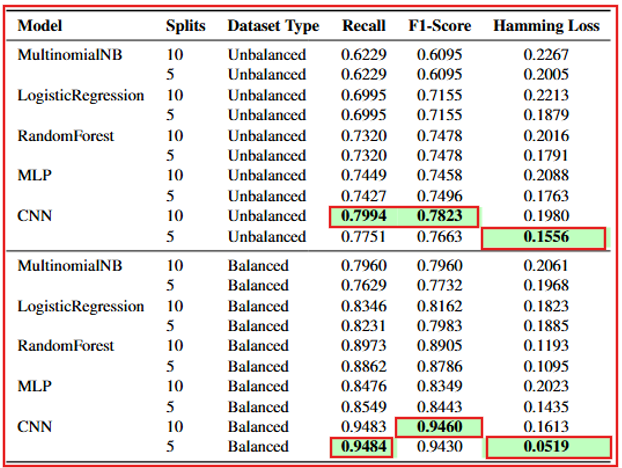 Model Splits Dataset Type Recall F1-Score Hamming Loss
MultinomialNB 10 Unbalanced 0.6229 0.6095 0.2267
5 Unbalanced 0.6229 0.6095 0.2005
LogisticRegression 10 Unbalanced 0.6995 0.7155 0.2213
5 Unbalanced 0.6995 0.7155 0.1879
RandomForest 10 Unbalanced 0.7320 0.7478 0.2016
5 Unbalanced 0.7320 0.7478 0.1791
MLP 10 Unbalanced 0.7449 0.7458 0.2088
5 Unbalanced 0.7427 0.7496 0.1763
CNN 10 Unbalanced 0.7994 0.7823 0.1980
5 Unbalanced 0.7751 0.7663 0.1556
MultinomialNB 10 Balanced 0.7960 0.7960 0.2061
5 Balanced 0.7629 0.7732 0.1968
LogisticRegression 10 Balanced 0.8346 0.8162 0.1823
5 Balanced 0.8231 0.7983 0.1885
RandomForest 10 Balanced 0.8973 0.8905 0.1193
5 Balanced 0.8862 0.8786 0.1095
MLP 10 Balanced 0.8476 0.8349 0.2023
5 Balanced 0.8549 0.8443 0.1435
CNN 10 Balanced 0.9483 0.9460 0.1613
5 Balanced 0.9484 0.9430 0.0519